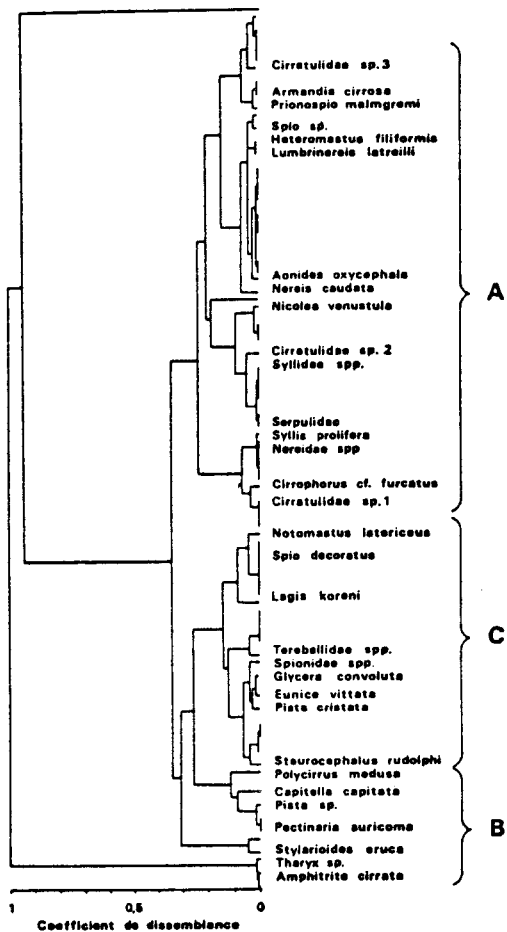 Cirratulidae sp.3
Armandia cirrosa
Prionospio malmgremi
Spio sp.
Heteromastus filiformis
Lumbrinereis latreilli
Aonides oxycephala
Nereis caudata
A
Nicolea venustula
Cirratulidae sp.2
Syllidae spp.
Serpulidae
Syllis prolifera
Nereidae spp
Cirrophorus cf. furcatus
Cirratulidae sp.1
Notomastus latericeus
Spio decoratus
Lagis koreni
C
Terebellidae spp.
Spionidae spp.
Glycera convoluta
Eunice vittata
Pista cristata
Staurocephalus rudolphi
Polycirrus medusa
Capitella capitata
Pista sp.
Pectinaria auricoma
B
Stylarioides eruca
Tharyx sp.
Amphitrite cirrata
1 0,5 0
Coefficient de dissemblance